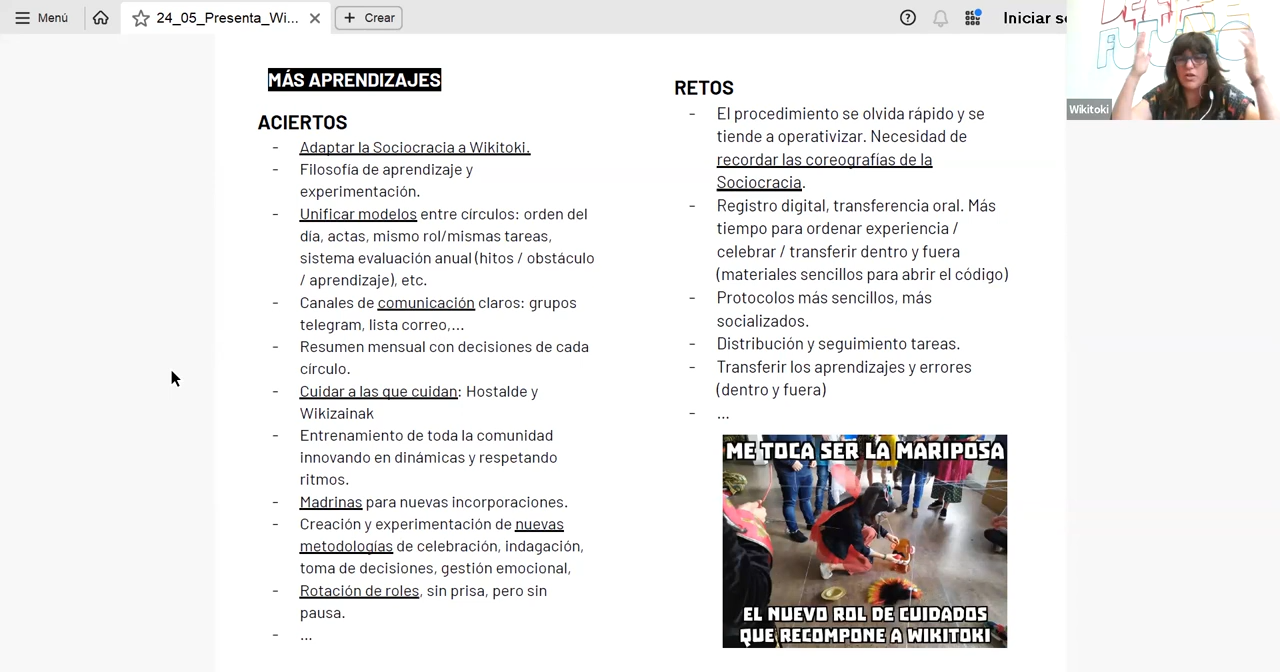 Menú
24_05_Presenta_Wi...
Crear
Iniciar se
Wikitoki
MÁS APRENDIZAJES
ACIERTOS
- Adaptar la Sociocracia a Wikitoki.
- Filosofía de aprendizaje y
experimentación.
- Unificar modelos entre círculos: orden del
día, actas, mismo rol/mismas tareas,
sistema evaluación anual (hitos / obstáculo
/ aprendizaje), etc.
- Canales de comunicación claros: grupos
telegram, lista correo,...
- Resumen mensual con decisiones de cada
círculo.
- Cuidar a las que cuidan: Hostalde y
Wikizainak
- Entrenamiento de toda la comunidad
innovando en dinámicas y respetando
ritmos.
- Madrinas para nuevas incorporaciones.
- Creación y experimentación de nuevas
metodologías de celebración, indagación,
toma de decisiones, gestión emocional,
- Rotación de roles, sin prisa, pero sin
pausa.
- ...
RETOS
- El procedimiento se olvida rápido y se
tiende a operativizar. Necesidad de
recordar las coreografías de la
Sociocracia.
- Registro digital, transferencia oral. Más
tiempo para ordenar experiencia /
celebrar / transferir dentro y fuera
(materiales sencillos para abrir el código)
- Protocolos más sencillos, más
socializados.
- Distribución y seguimiento tareas.
- Transferir los aprendizajes y errores
(dentro y fuera)
- ...
ME TOCA SER LA MARIPOSA
EL NUEVO ROL DE CUIDADOS
QUE RECOMPONE A WIKITOKI